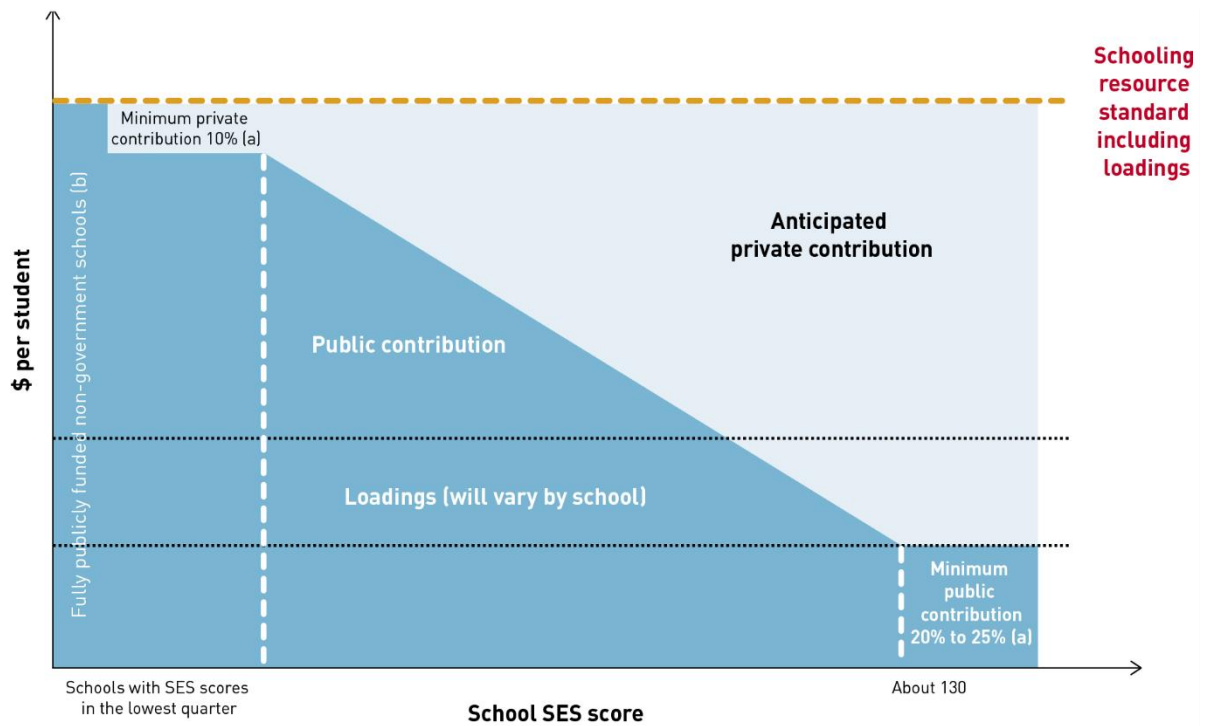 Schooling
resource
standard
including
loadings
Minimum private
contribution 10% (a)
Fully publicly funded non-government schools (b)
$ per student
Anticipated
private contribution
Public contribution
Loadings (will vary by school)
Minimum
public
contribution
20% to 25% (a)
Schools with SES scores
in the lowest quarter
About 130
School SES score